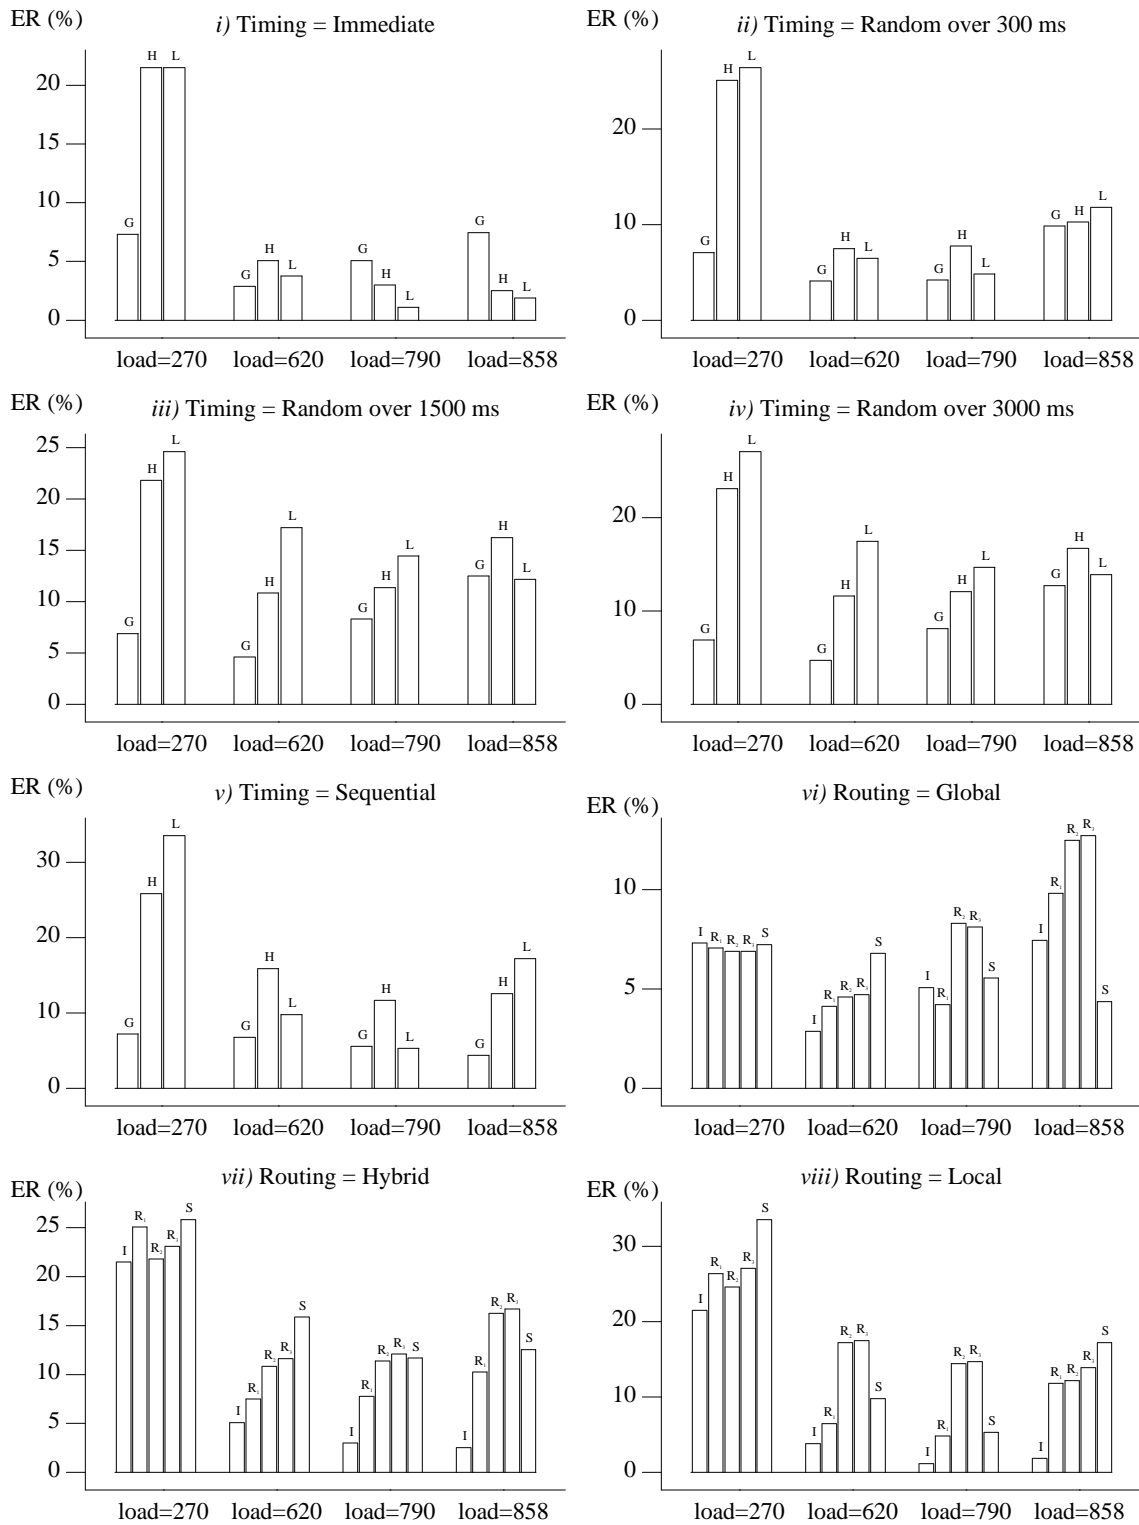 ER (%)
i) Timing = Immediate
20
15
10
5
0
G H L
G H L
G H L
G H L
load=270 load=620 load=790 load=858
ER (%)
ii) Timing = Random over 300 ms
20
10
0
G H L
G H L
G H L
G H L
load=270 load=620 load=790 load=858
ER (%)
iii) Timing = Random over 1500 ms
25
20
15
10
5
0
G H L
G H L
G H L
G H L
load=270 load=620 load=790 load=858
ER (%)
iv) Timing = Random over 3000 ms
20
10
0
G H L
G H L
G H L
G H L
load=270 load=620 load=790 load=858
ER (%)
v) Timing = Sequential
30
20
10
0
G H L
G H L
G H L
G H L
load=270 load=620 load=790 load=858
ER (%)
vi) Routing = Global
10
5
0
I R₁ R₂ R₃ S
I R₁ R₂ R₃ S
I R₁ R₂ R₃ S
I R₁ R₂ R₃ S
load=270 load=620 load=790 load=858
ER (%)
vii) Routing = Hybrid
25
20
15
10
5
0
I R₁ R₂ R₃ S
I R₁ R₂ R₃ S
I R₁ R₂ R₃ S
I R₁ R₂ R₃ S
load=270 load=620 load=790 load=858
ER (%)
viii) Routing = Local
30
20
10
0
I R₁ R₂ R₃ S
I R₁ R₂ R₃ S
I R₁ R₂ R₃ S
I R₁ R₂ R₃ S
load=270 load=620 load=790 load=858